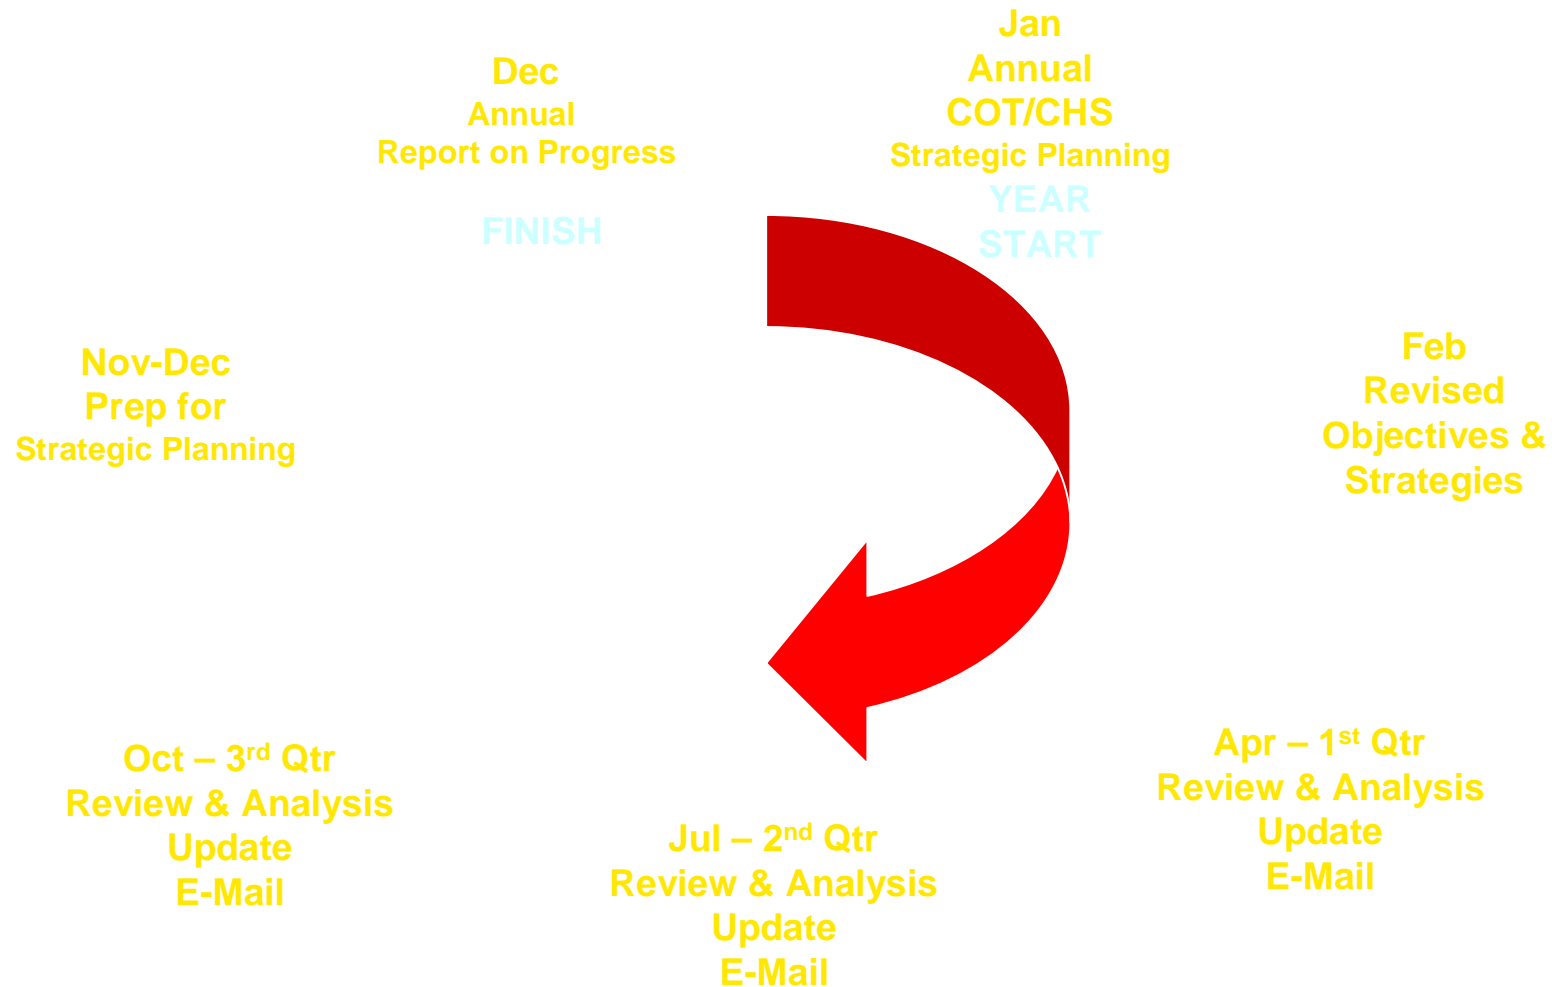 Jan
Annual
COT/CHS
Strategic Planning
YEAR
START
Feb
Revised
Objectives &
Strategies
Apr – 1st Qtr
Review & Analysis
Update
E-Mail
Jul – 2nd Qtr
Review & Analysis
Update
E-Mail
Oct – 3rd Qtr
Review & Analysis
Update
E-Mail
Nov-Dec
Prep for
Strategic Planning
Dec
Annual
Report on Progress
FINISH